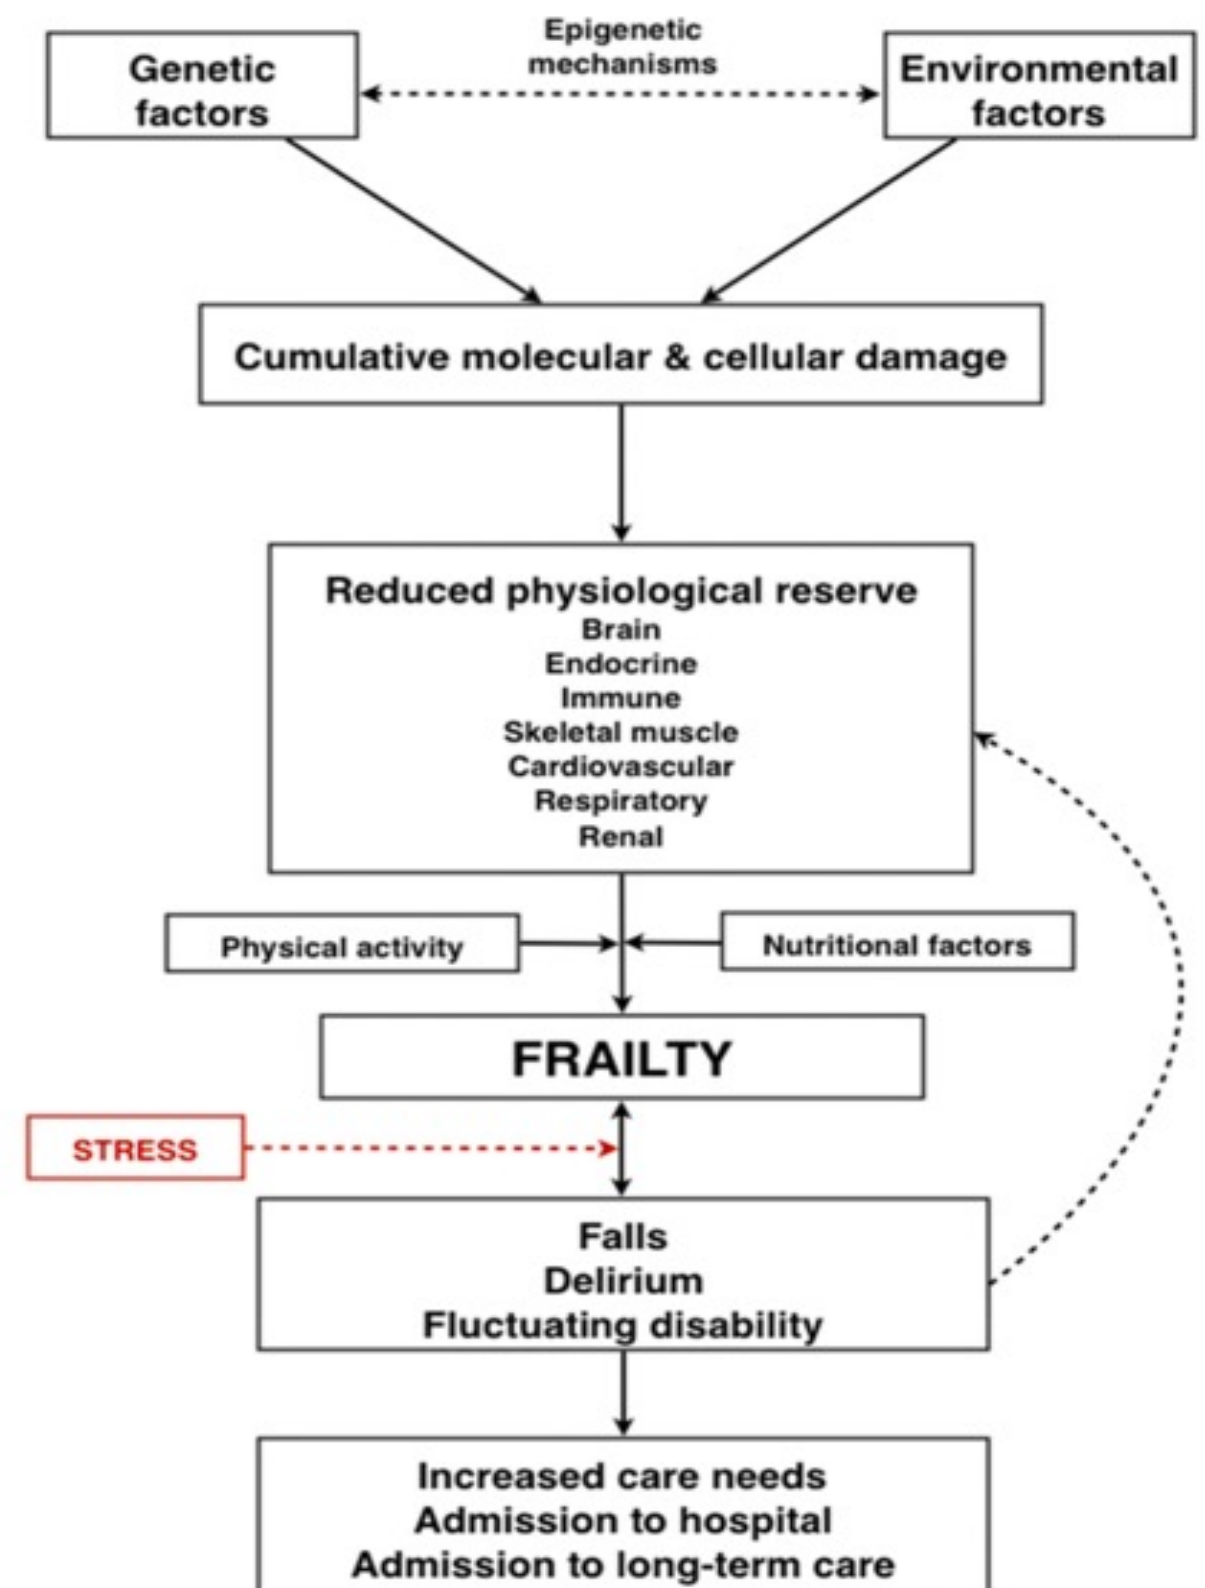 Epigenetic
mechanisms
Genetic
factors
Environmental
factors
Cumulative molecular & cellular damage
Reduced physiological reserve
Brain
Endocrine
Immune
Skeletal muscle
Cardiovascular
Respiratory
Renal
Physical activity
Nutritional factors
FRAILTY
STRESS
Falls
Delirium
Fluctuating disability
Increased care needs
Admission to hospital
Admission to long-term care